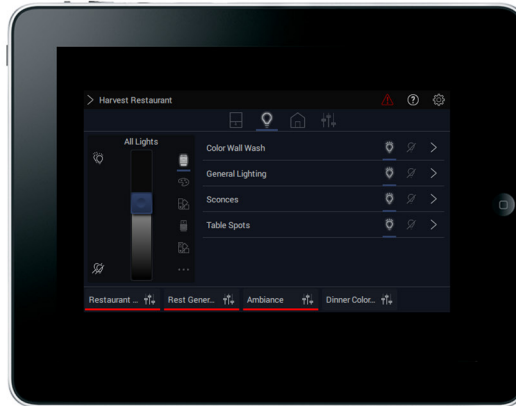 Harvest Restaurant
All Lights
Color Wall Wash
General Lighting
Sconces
Table Spots
Restaurant ...
Rest Gener...
Ambiance
Dinner Color...